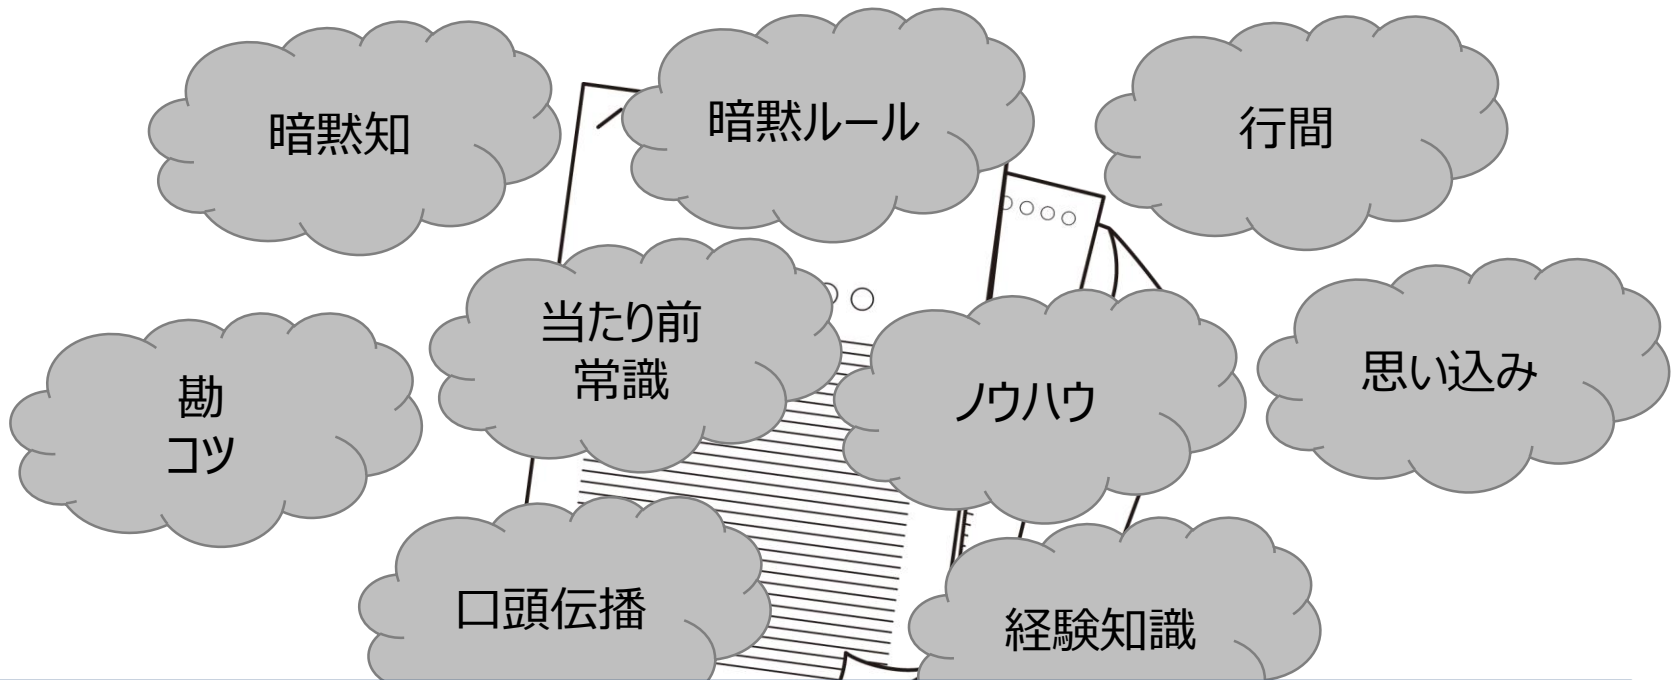 暗黙知
暗黙ルール
行間
当たり前
常識
勘
コツ
ノウハウ
思い込み
口頭伝播
経験知識